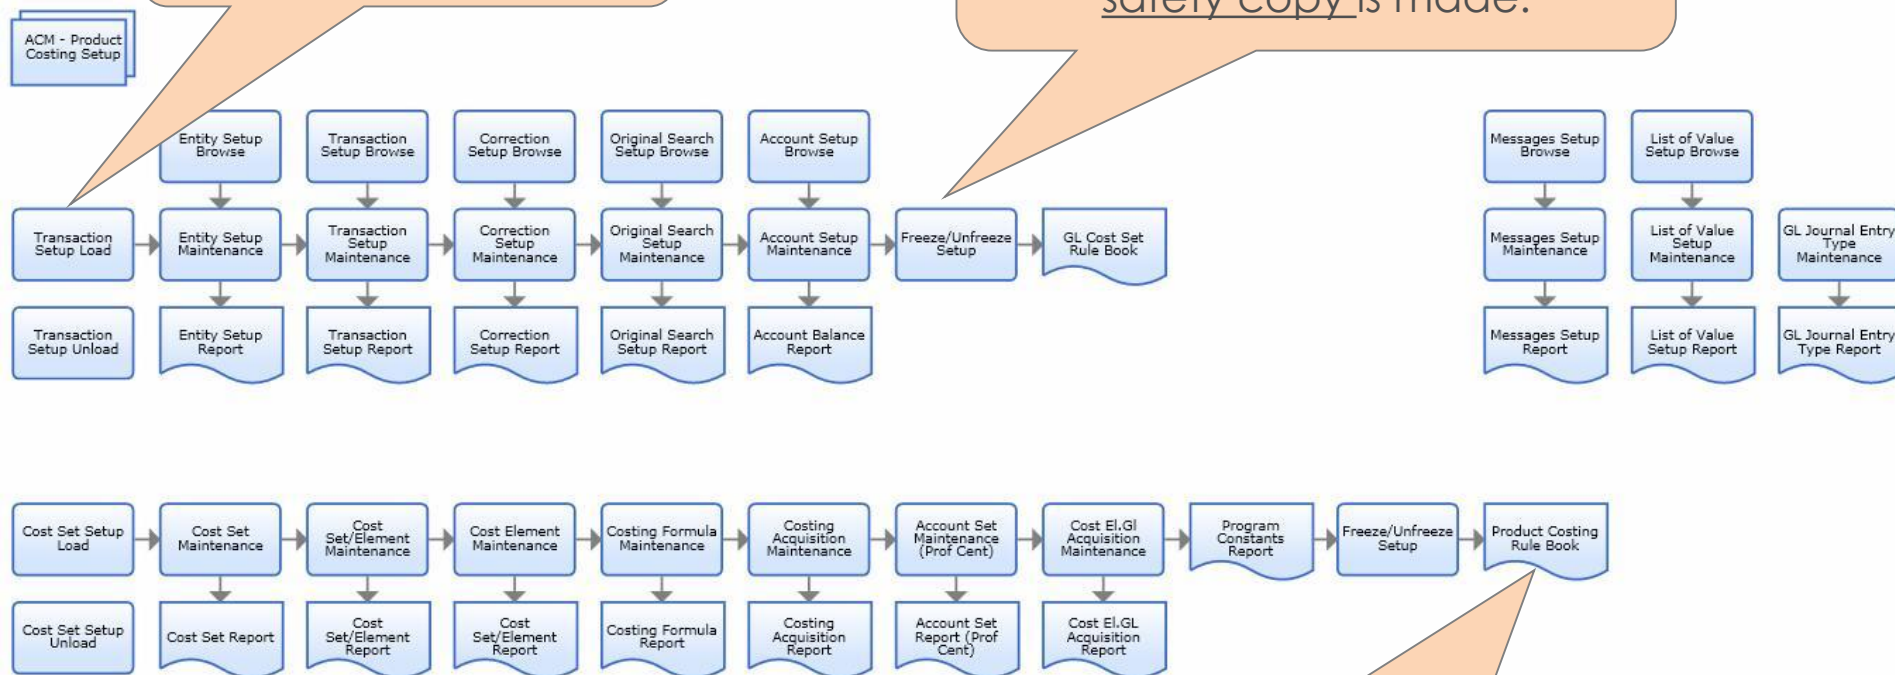 safety copy is made.
ACM - Product
Costing Setup
Entity Setup
Browse
Transaction
Setup Browse
Correction
Setup Browse
Original Search
Setup Browse
Account Setup
Browse
Messages Setup
Browse
List of Value
Setup Browse
Transaction
Setup Load
Entity Setup
Maintenance
Transaction
Setup
Maintenance
Correction
Setup
Maintenance
Original Search
Setup
Maintenance
Account Setup
Maintenance
Freeze/Unfreeze
Setup
GL Cost Set
Rule Book
Messages Setup
Maintenance
List of Value
Setup
Maintenance
GL Journal Entry
Type
Maintenance
Transaction
Setup Unload
Entity Setup
Report
Transaction
Setup Report
Correction
Setup Report
Original Search
Setup Report
Account Balance
Report
Messages Setup
Report
List of Value
Setup Report
GL Journal Entry
Type Report
Cost Set Setup
Load
Cost Set
Maintenance
Cost
Set/Element
Maintenance
Cost Element
Maintenance
Costing Formula
Maintenance
Costing
Acquisition
Maintenance
Account Set
Maintenance
(Prof Cent)
Cost El.Gl
Acquisition
Maintenance
Program
Constants
Report
Freeze/Unfreeze
Setup
Product Costing
Rule Book
Cost Set Setup
Unload
Cost Set Report
Cost
Set/Element
Report
Cost
Set/Element
Report
Costing Formula
Report
Costing
Acquisition
Report
Account Set
Report (Prof
Cent)
Cost El.GL
Acquisition
Report